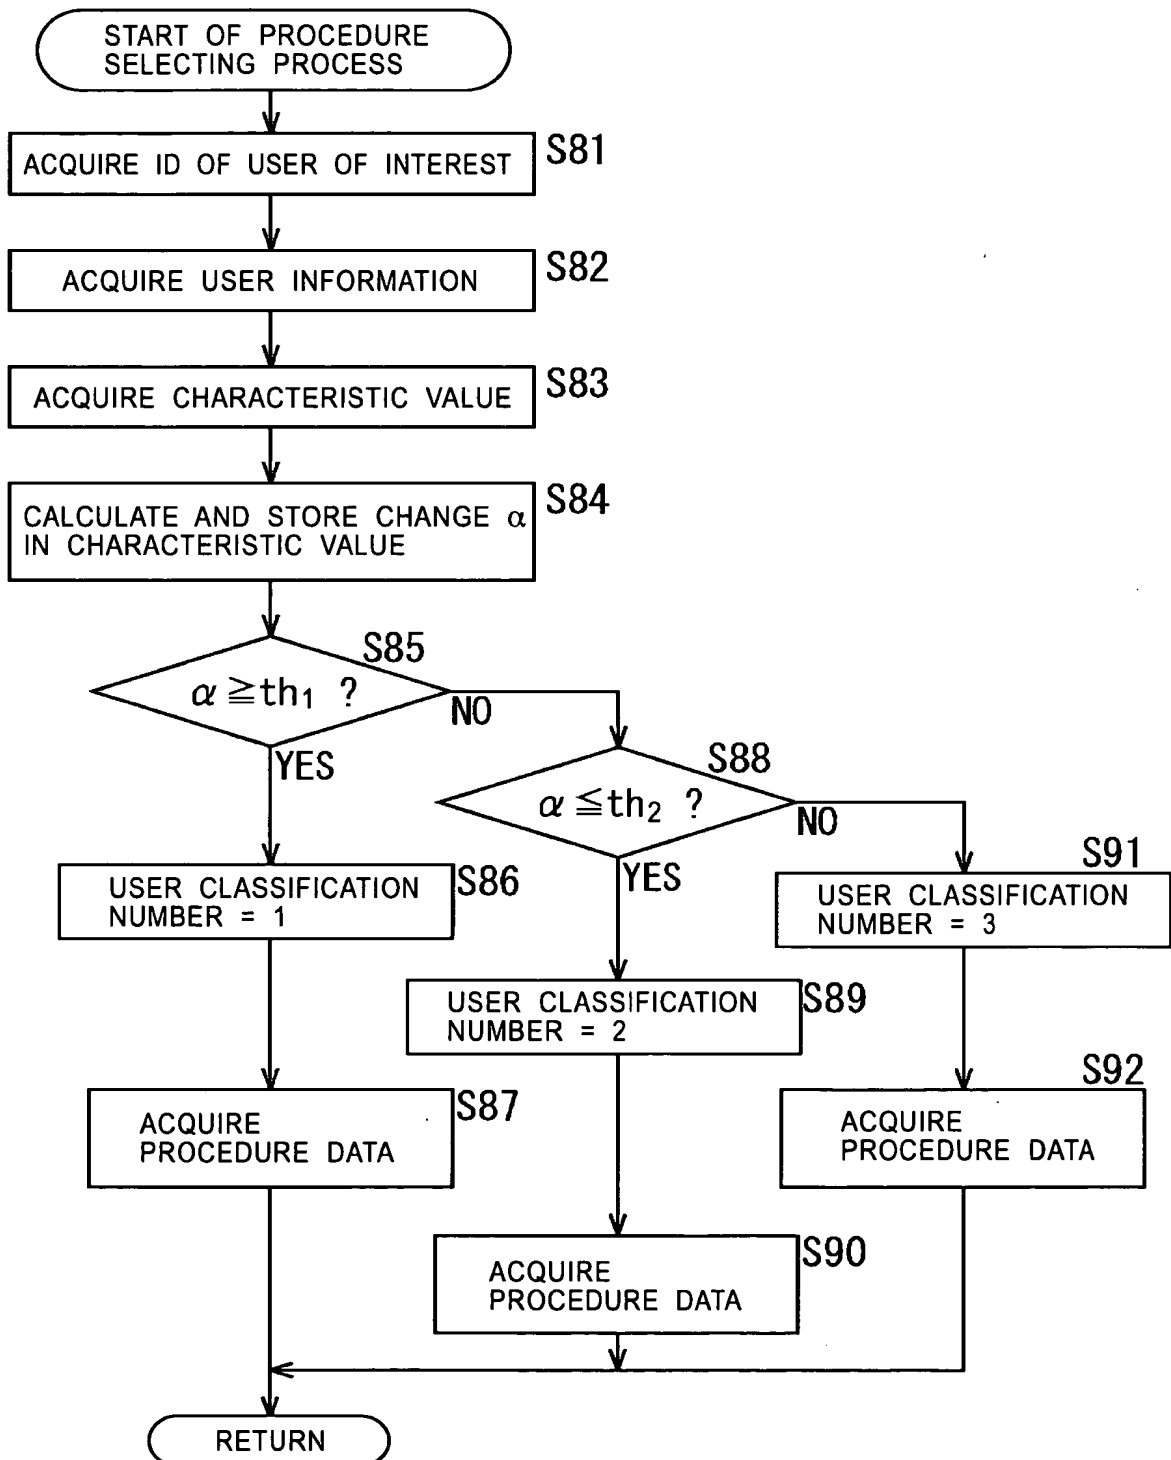 START OF PROCEDURE
SELECTING PROCESS
S81
ACQUIRE ID OF USER OF INTEREST
S82
ACQUIRE USER INFORMATION
S83
ACQUIRE CHARACTERISTIC VALUE
S84
CALCULATE AND STORE CHANGE α
IN CHARACTERISTIC VALUE
S85
α ≧ th₁ ?
NO
YES
S88
α ≦ th₂ ?
NO
YES
S86
USER CLASSIFICATION
NUMBER = 1
S91
USER CLASSIFICATION
NUMBER = 3
S89
USER CLASSIFICATION
NUMBER = 2
S87
ACQUIRE
PROCEDURE DATA
S92
ACQUIRE
PROCEDURE DATA
S90
ACQUIRE
PROCEDURE DATA
RETURN